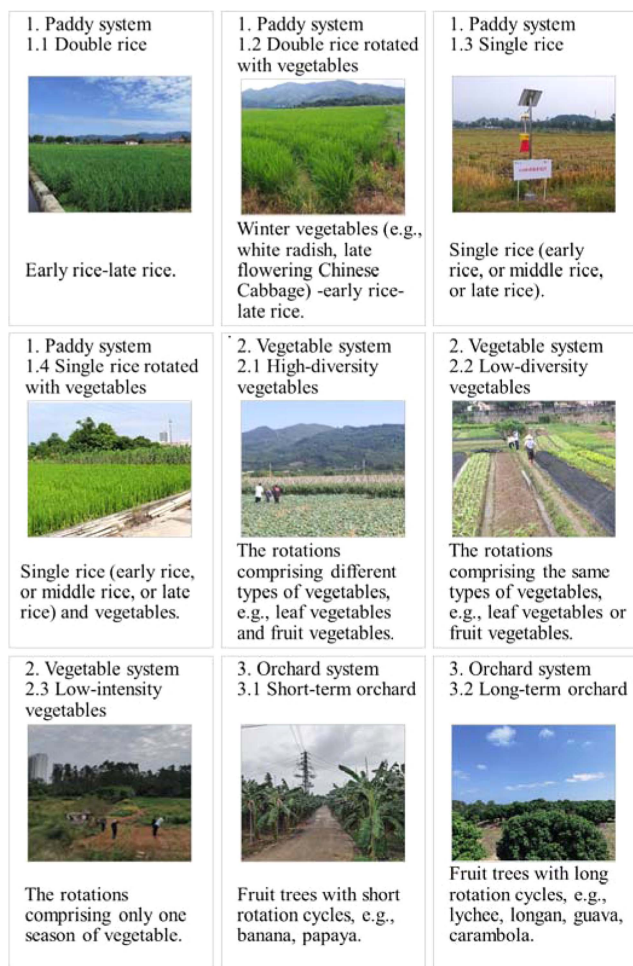 1. Paddy system
1.1 Double rice
Early rice-late rice.
1. Paddy system
1.2 Double rice rotated
with vegetables
Winter vegetables (e.g.,
white radish, late
flowering Chinese
Cabbage) -early rice-
late rice.
1. Paddy system
1.3 Single rice
Single rice (early
rice, or middle rice,
or late rice).
1. Paddy system
1.4 Single rice rotated
with vegetables
Single rice (early rice,
or middle rice, or late
rice) and vegetables.
2. Vegetable system
2.1 High-diversity
vegetables
The rotations
comprising different
types of vegetables,
e.g., leaf vegetables
and fruit vegetables.
2. Vegetable system
2.2 Low-diversity
vegetables
The rotations
comprising the same
types of vegetables,
e.g., leaf vegetables or
fruit vegetables.
2. Vegetable system
2.3 Low-intensity
vegetables
The rotations
comprising only one
season of vegetable.
3. Orchard system
3.1 Short-term orchard
Fruit trees with short
rotation cycles, e.g.,
banana, papaya.
3. Orchard system
3.2 Long-term orchard
Fruit trees with long
rotation cycles, e.g.,
lychee, longan, guava,
carambola.